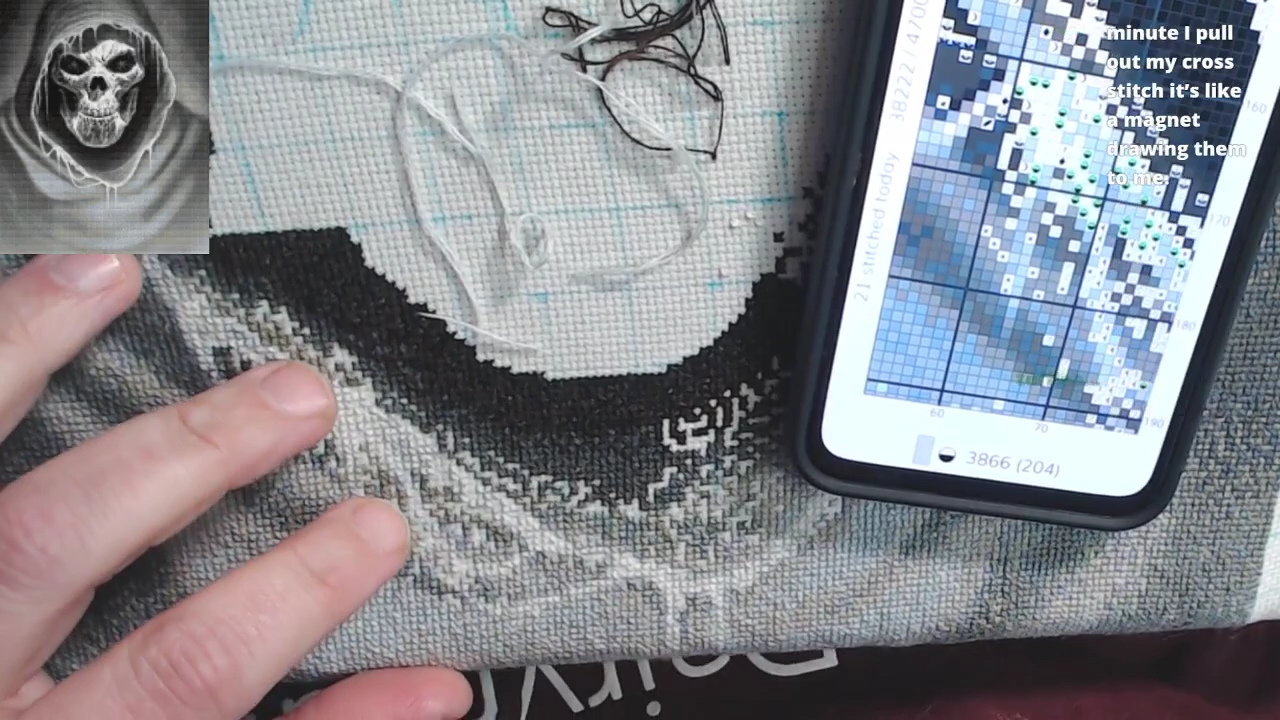 minute I pull
out my cross
stitch it’s like
a magnet
drawing them
to me.
38222 / 4700
21 stitched today
160
170
180
190
60
70
3866 (204)